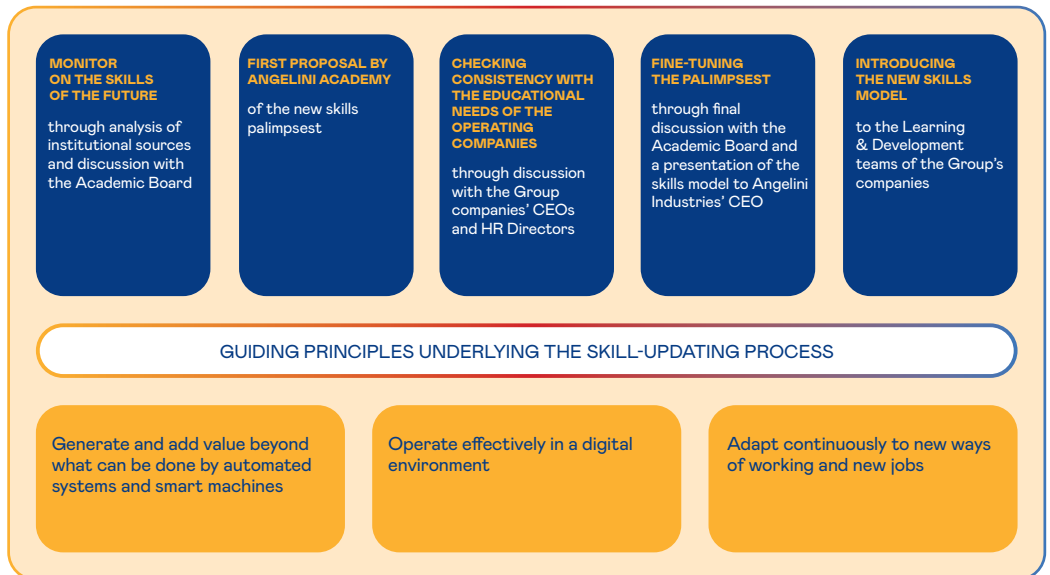 MONITOR
ON THE SKILLS
OF THE FUTURE
through analysis of
institutional sources
and discussion with
the Academic Board
FIRST PROPOSAL BY
ANGELINI ACADEMY
of the new skills
palimpsest
CHECKING
CONSISTENCY WITH
THE EDUCATIONAL
NEEDS OF THE
OPERATING
COMPANIES
through discussion
with the Group
companies’ CEOs
and HR Directors
FINE-TUNING
THE PALIMPSEST
through final
discussion with the
Academic Board and
a presentation of the
skills model to Angelini
Industries’ CEO
INTRODUCING
THE NEW SKILLS
MODEL
to the Learning
& Development
teams of the Group’s
companies
GUIDING PRINCIPLES UNDERLYING THE SKILL-UPDATING PROCESS
Generate and add value beyond
what can be done by automated
systems and smart machines
Operate effectively in a digital
environment
Adapt continuously to new ways
of working and new jobs